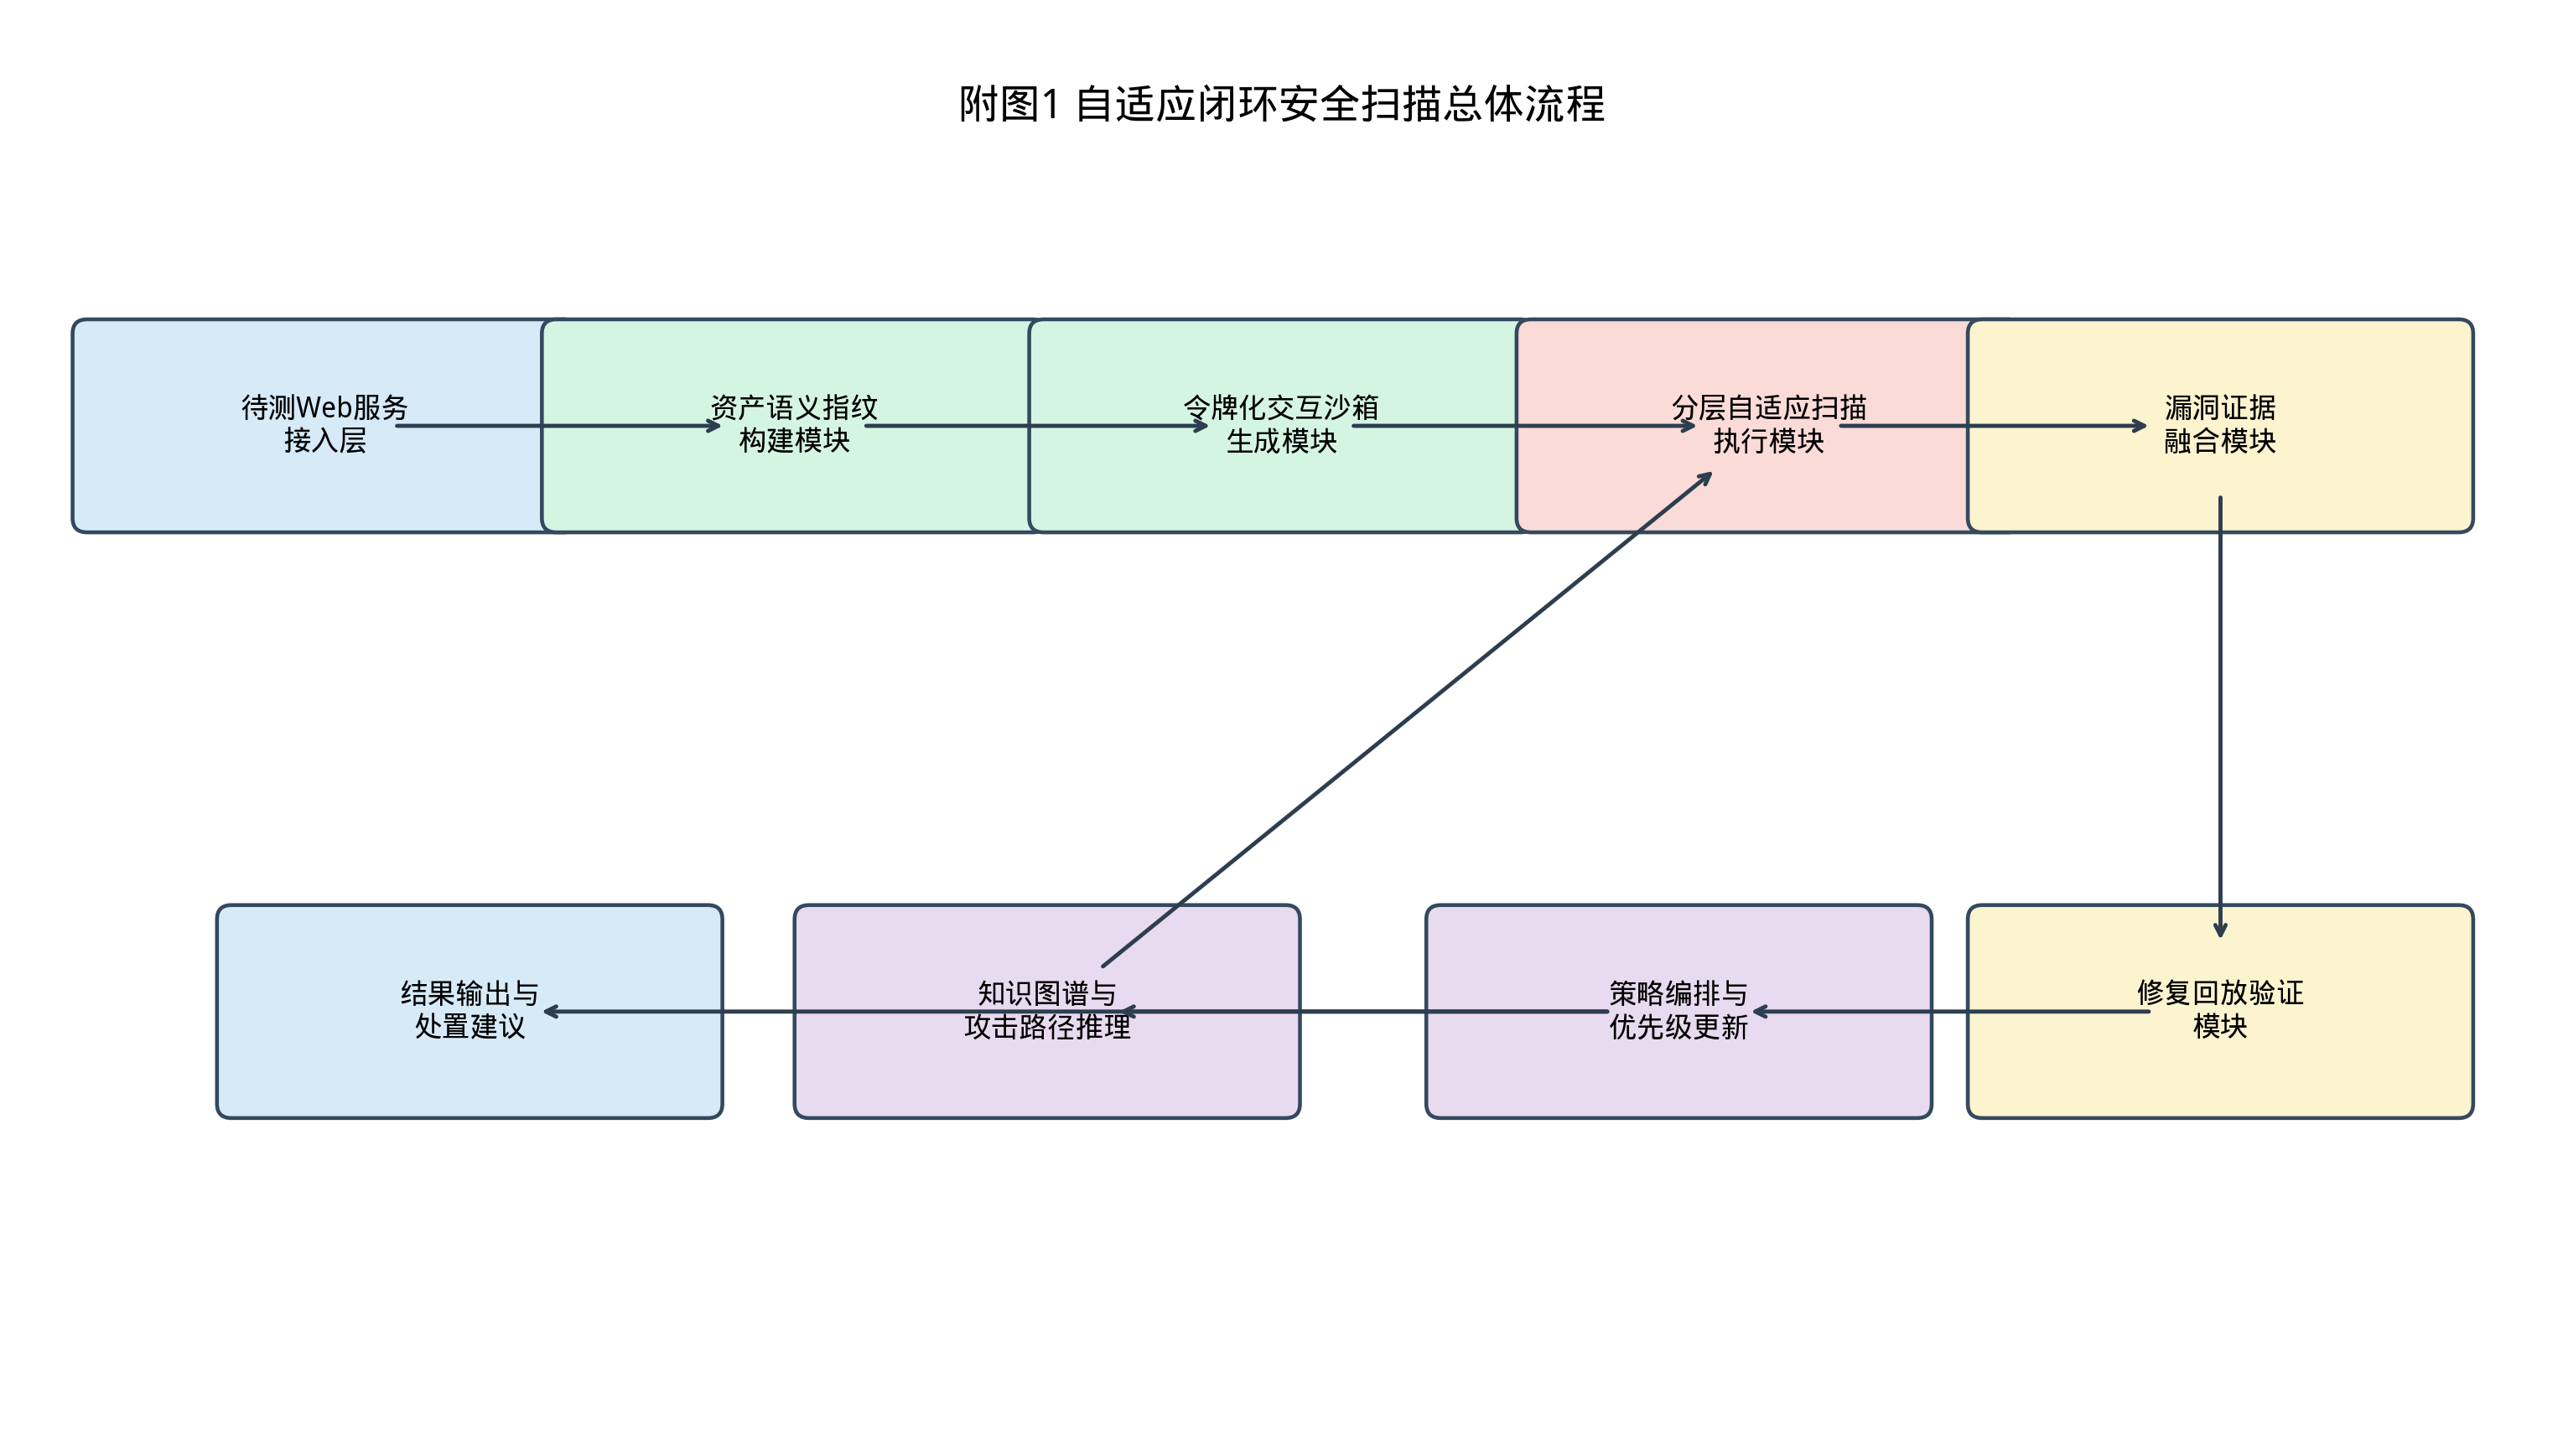 附图1 自适应闭环安全扫描总体流程
待测Web服务
接入层
资产语义指纹
构建模块
令牌化交互沙箱
生成模块
分层自适应扫描
执行模块
漏洞证据
融合模块
结果输出与
处置建议
知识图谱与
攻击路径推理
策略编排与
优先级更新
修复回放验证
模块